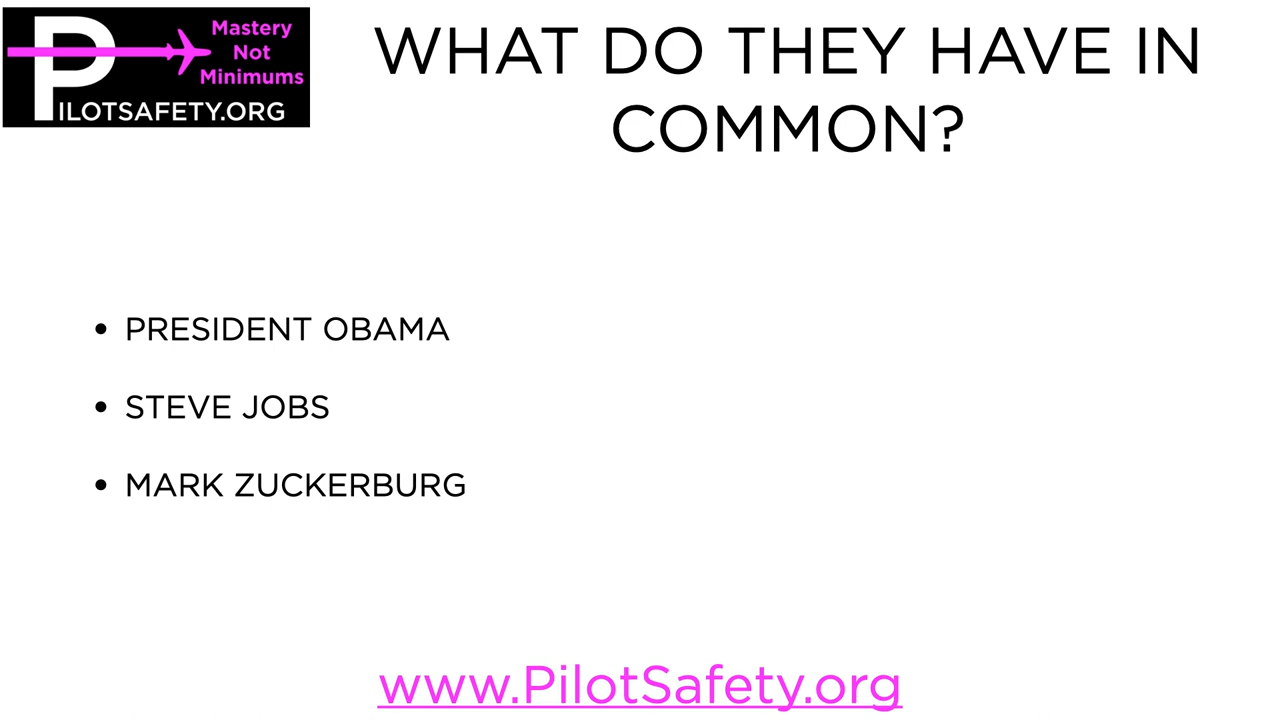 Mastery
Not
Minimums
PILOTSAFETY.ORG
WHAT DO THEY HAVE IN
COMMON?
• PRESIDENT OBAMA
• STEVE JOBS
• MARK ZUCKERBURG
www.PilotSafety.org